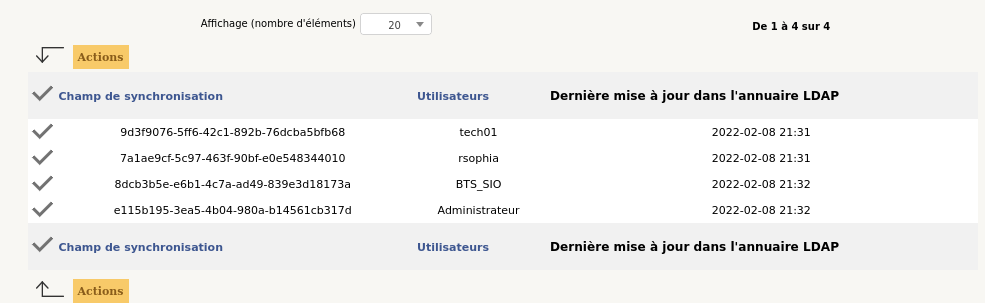 Affichage (nombre d'éléments) 20 De 1 à 4 sur 4
Actions
Champ de synchronisation Utilisateurs Dernière mise à jour dans l'annuaire LDAP
9d3f9076-5ff6-42c1-892b-76dcba5bfb68 tech01 2022-02-08 21:31
7a1ae9cf-5c97-463f-90bf-e0e548344010 rsophia 2022-02-08 21:31
8dcb3b5e-e6b1-4c7a-ad49-839e3d18173a BTS_SIO 2022-02-08 21:32
e115b195-3ea5-4b04-980a-b14561cb317d Administrateur 2022-02-08 21:32
Champ de synchronisation Utilisateurs Dernière mise à jour dans l'annuaire LDAP
Actions